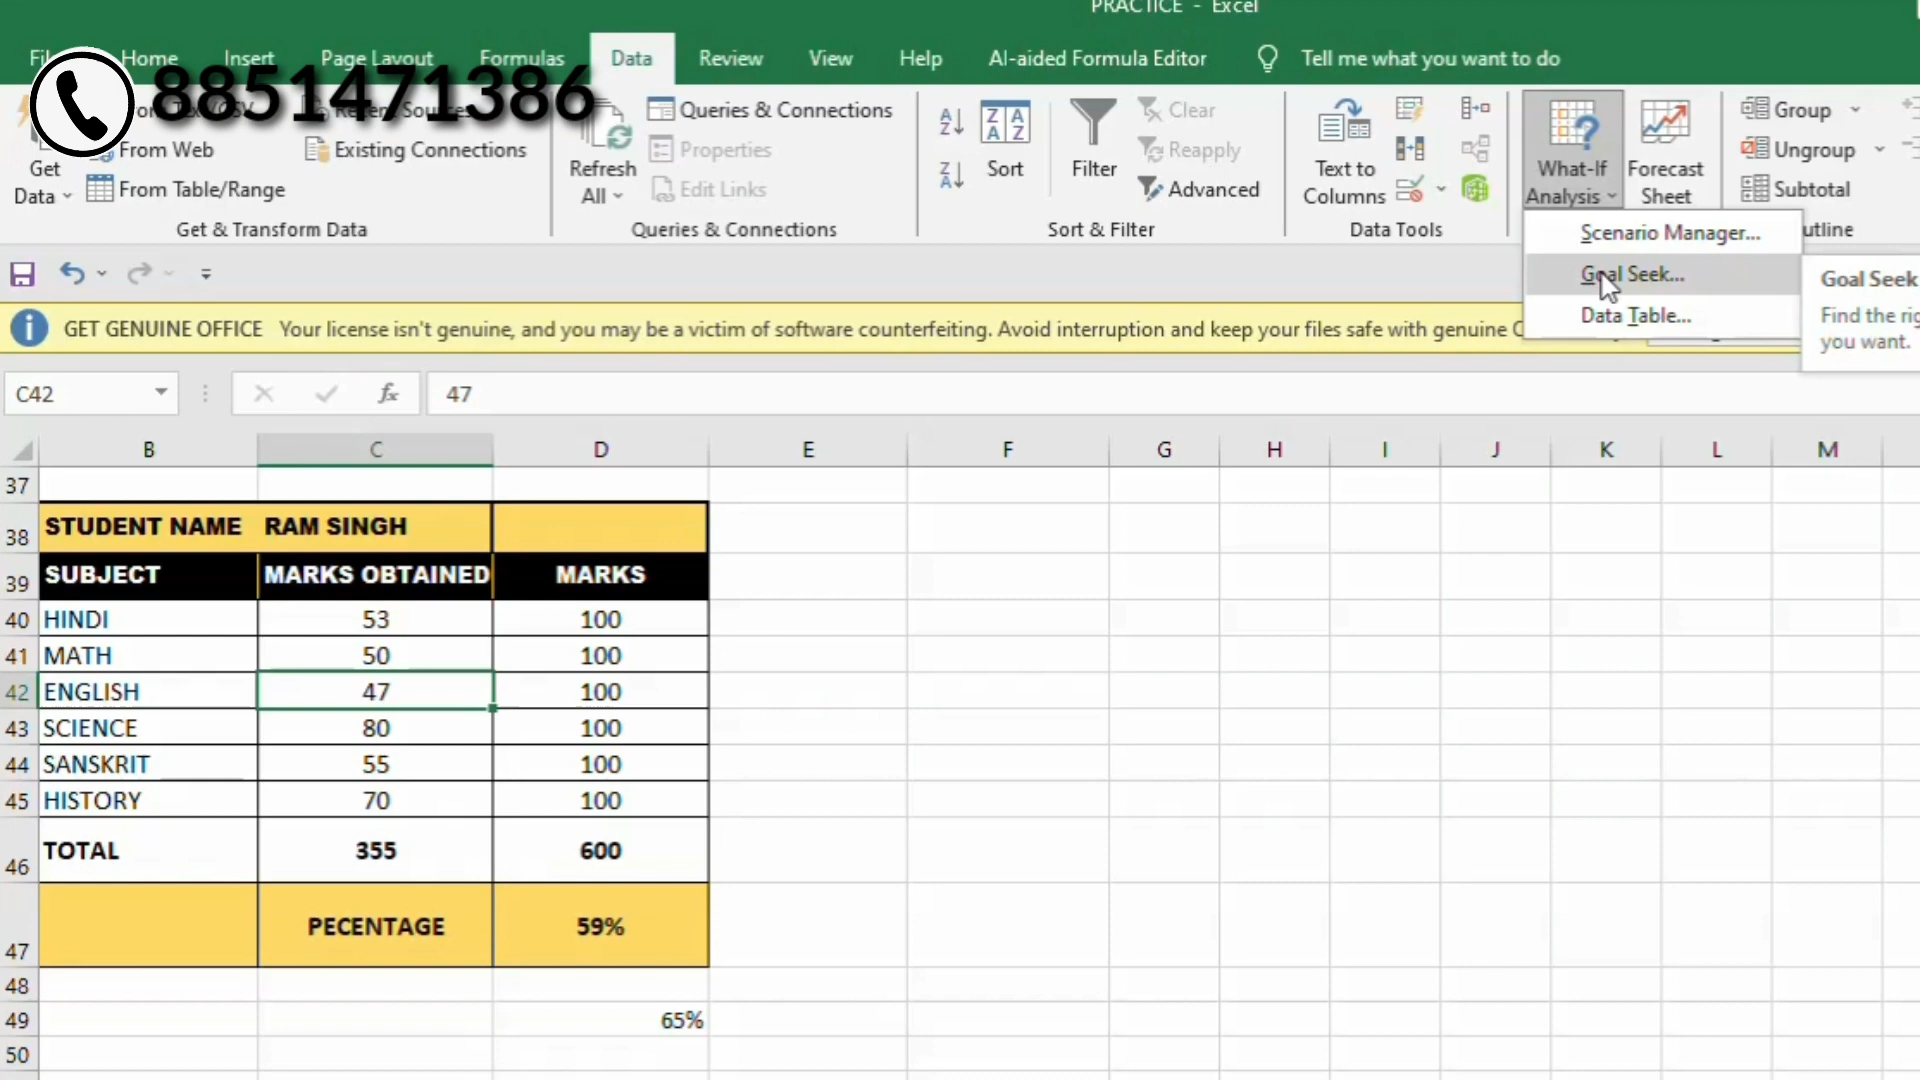 PRACTICE - Excel
Home Insert Page Layout Formulas Data Review View Help AI-aided Formula Editor Tell me what you want to do
8851471386
Get Data
From Web
From Table/Range
Existing Connections
Get & Transform Data
Refresh All
Queries & Connections
Properties
Edit Links
Queries & Connections
Sort
Filter
Clear
Reapply
Advanced
Sort & Filter
Text to Columns
Data Tools
What-If Analysis
Forecast Sheet
Group
Ungroup
Subtotal
Scenario Manager...
Goal Seek...
Data Table...
Goal Seek
Find the
you want.
GET GENUINE OFFICE Your license isn't genuine, and you may be a victim of software counterfeiting. Avoid interruption and keep your files safe with genuine
C42 fx 47
B C D E F G H I J K L M
37
38 STUDENT NAME RAM SINGH
39 SUBJECT MARKS OBTAINED MARKS
40 HINDI 53 100
41 MATH 50 100
42 ENGLISH 47 100
43 SCIENCE 80 100
44 SANSKRIT 55 100
45 HISTORY 70 100
46 TOTAL 355 600
47 PECENTAGE 59%
48
49 65%
50